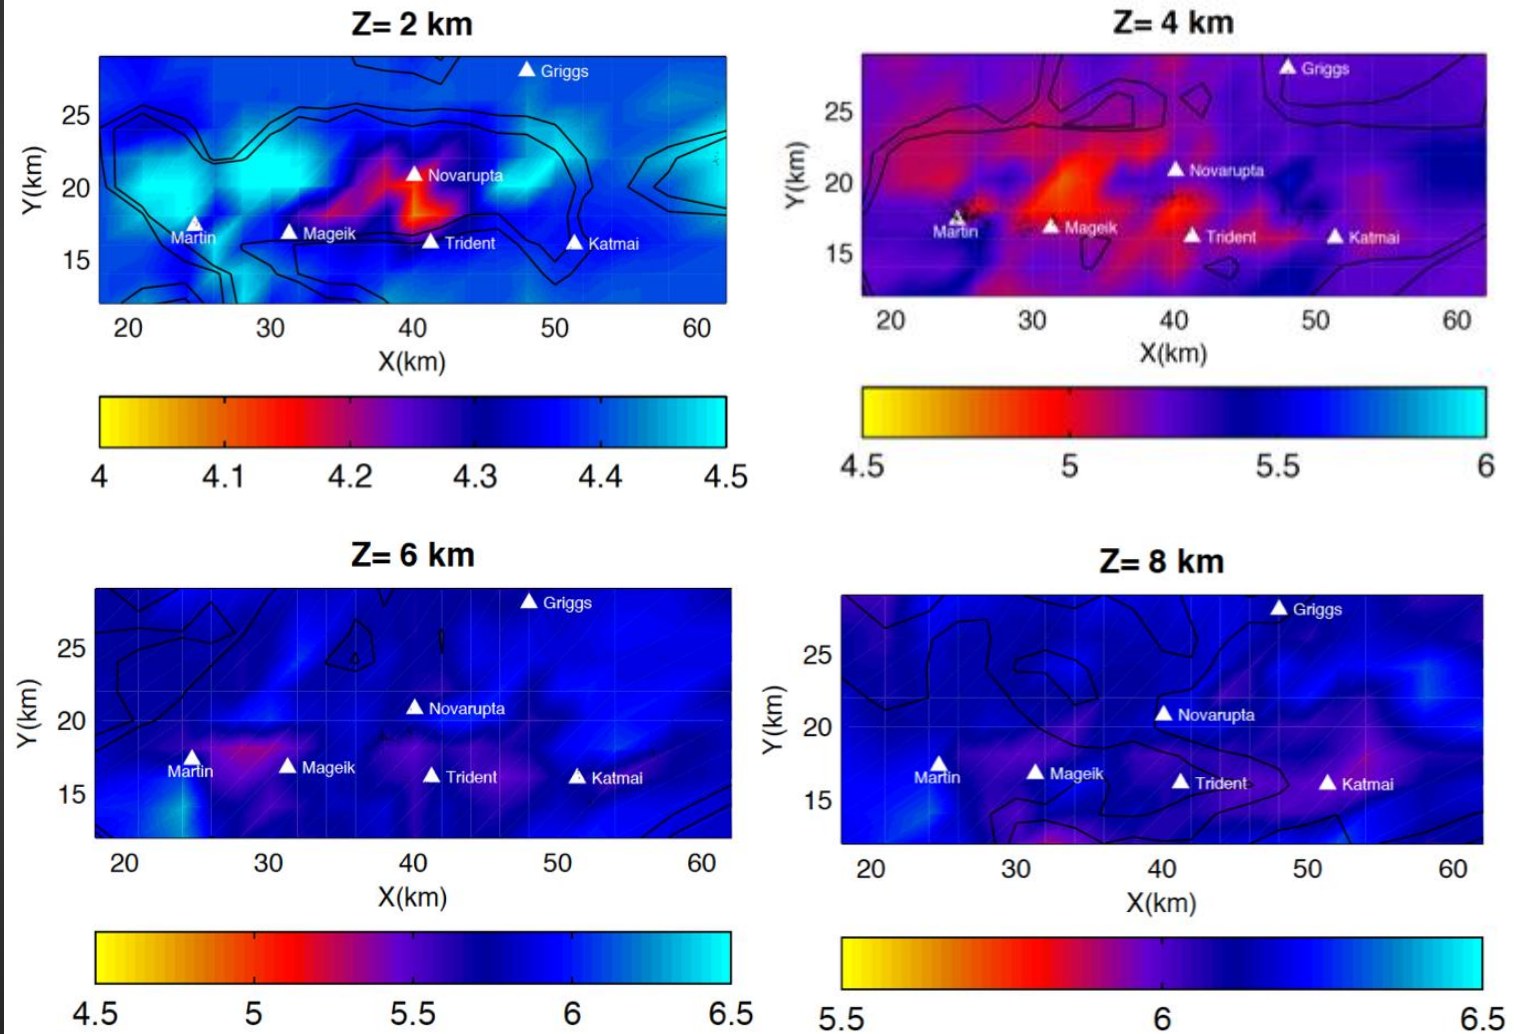 Z= 2 km
Griggs
Novarupta
Martin
Mageik
Trident
Katmai
25
20
15
Y(km)
20 30 40 50 60
X(km)
4 4.1 4.2 4.3 4.4 4.5
Z= 4 km
Griggs
Novarupta
Martin
Mageik
Trident
Katmai
25
20
15
Y(km)
20 30 40 50 60
X(km)
4.5 5 5.5 6
Z= 6 km
Griggs
Novarupta
Martin
Mageik
Trident
Katmai
25
20
15
Y(km)
20 30 40 50 60
X(km)
4.5 5 5.5 6 6.5
Z= 8 km
Griggs
Novarupta
Martin
Mageik
Trident
Katmai
25
20
15
Y(km)
20 30 40 50 60
X(km)
5.5 6 6.5